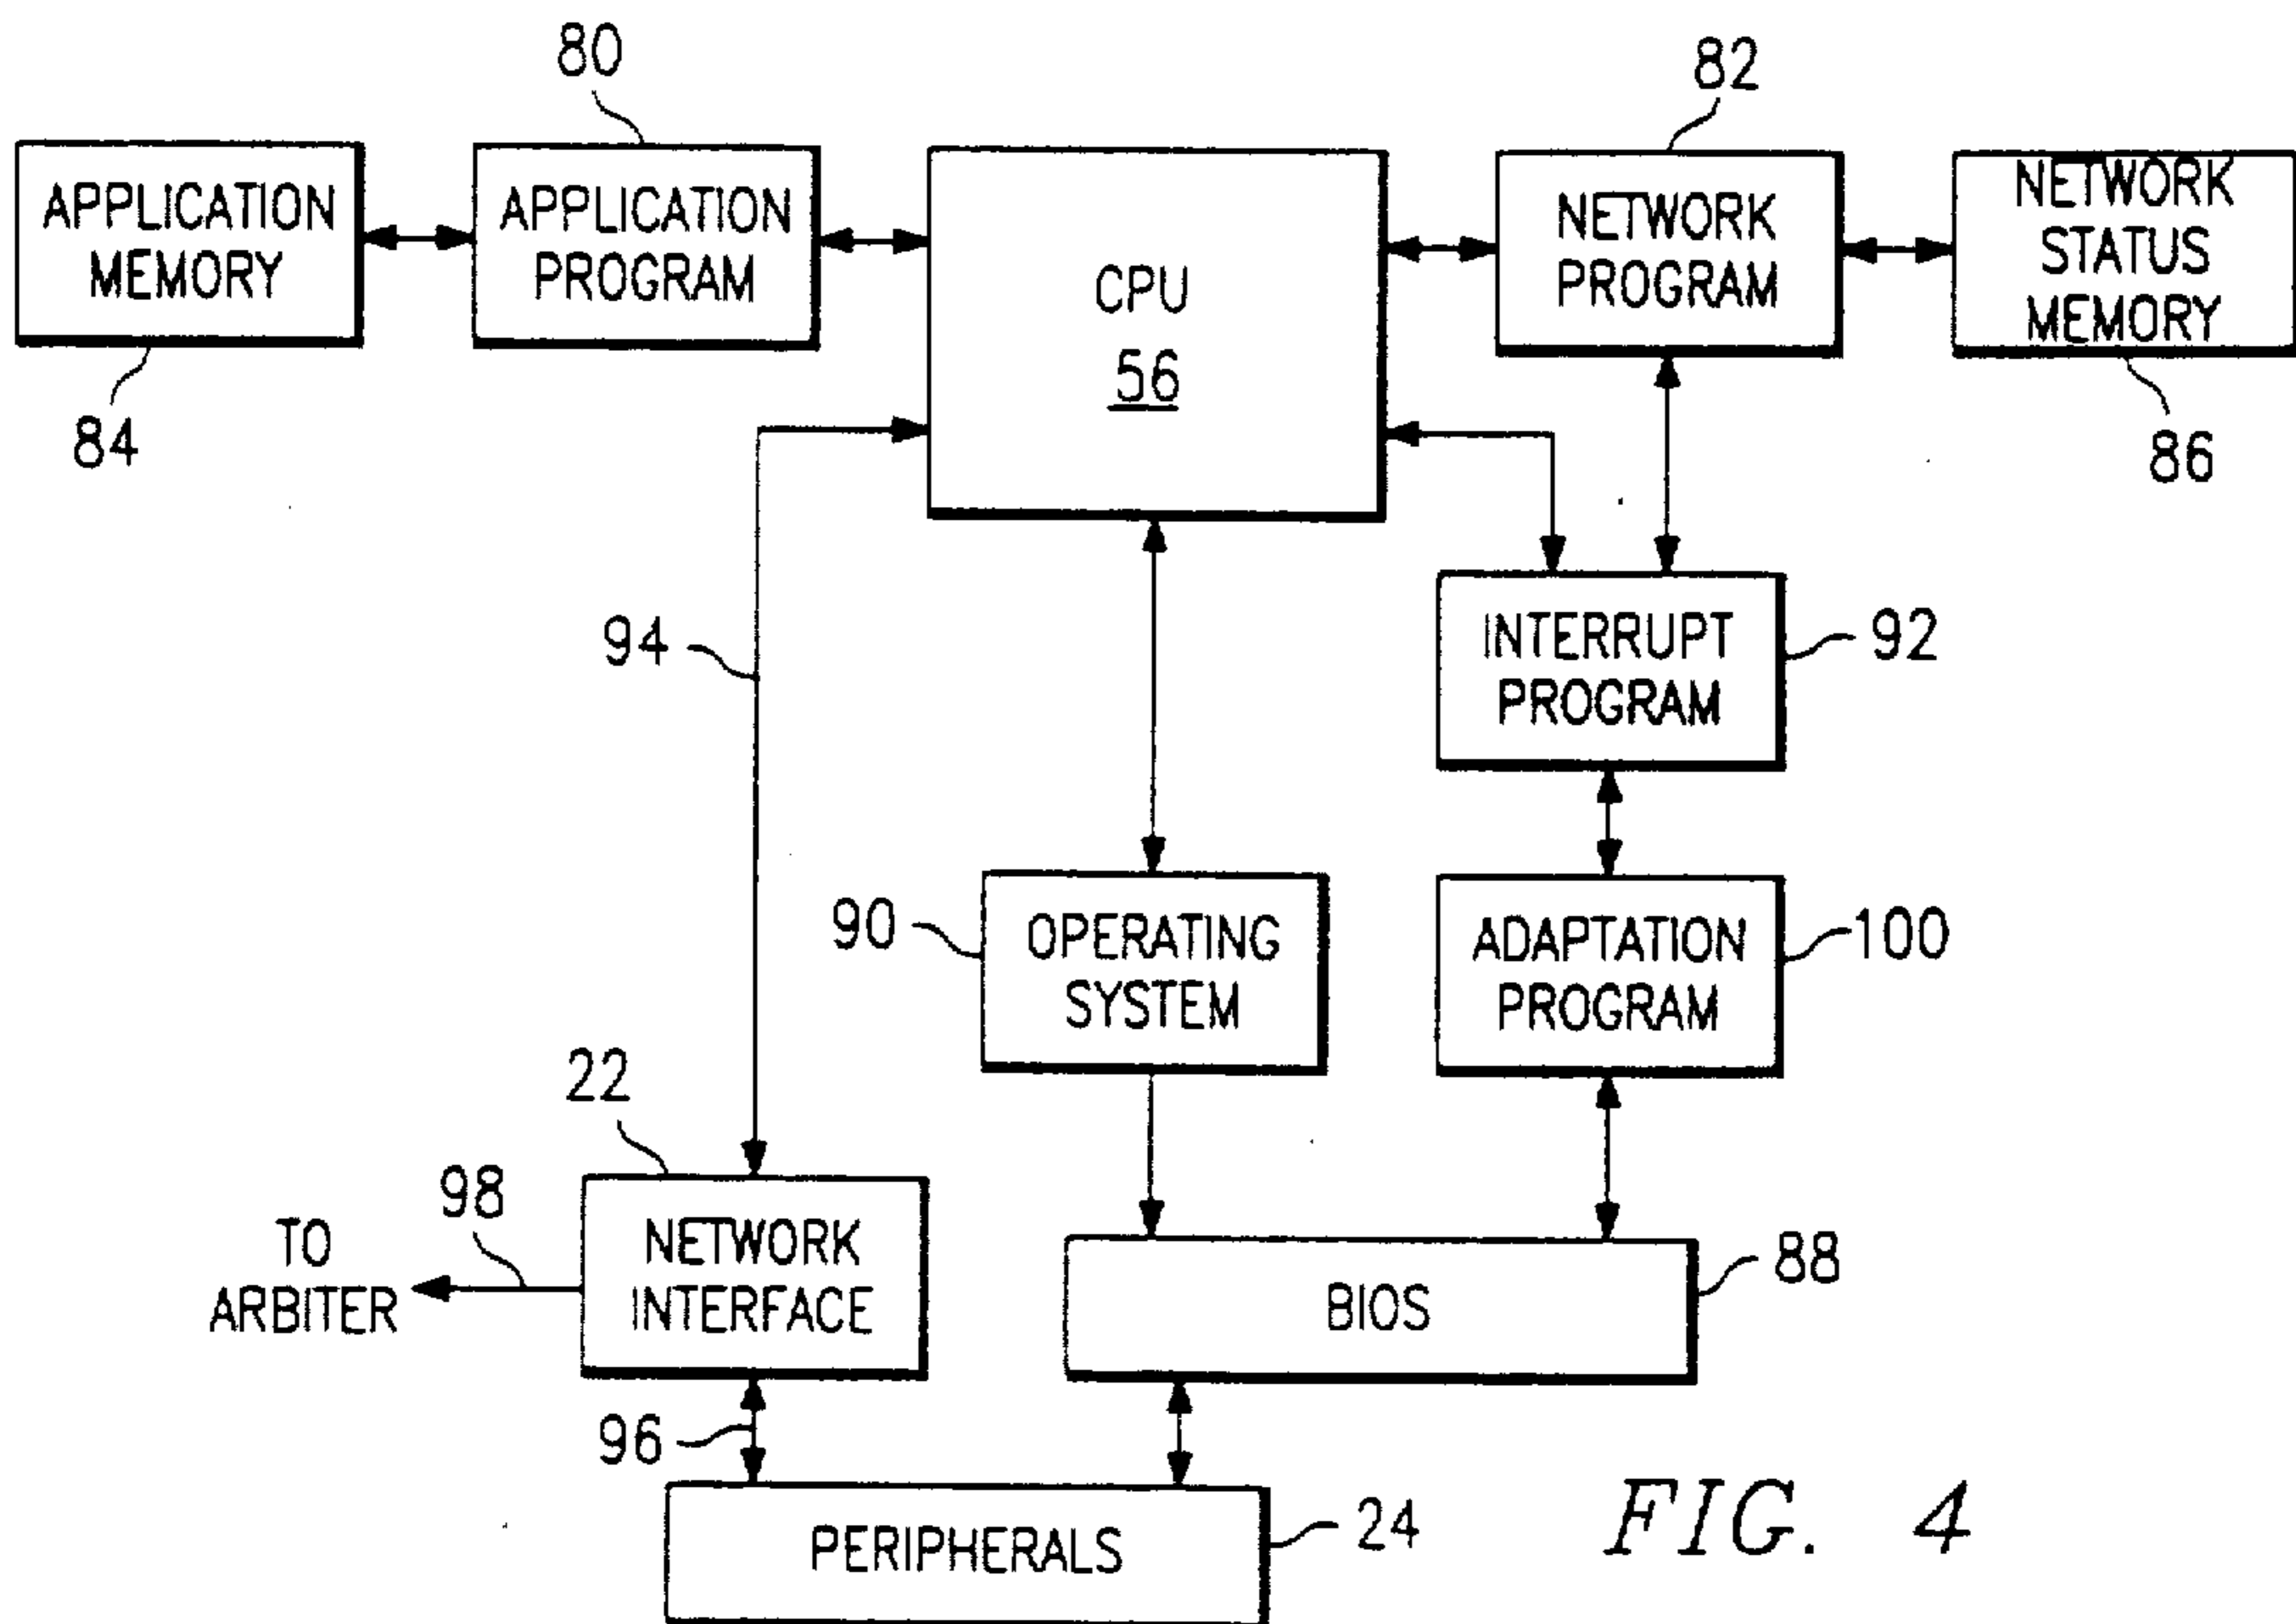 80
82
APPLICATION
MEMORY
APPLICATION
PROGRAM
CPU
56
NETWORK
PROGRAM
NETWORK
STATUS
MEMORY
84
86
94
INTERRUPT
PROGRAM
92
90
OPERATING
SYSTEM
ADAPTATION
PROGRAM
100
22
98
TO
ARBITER
NETWORK
INTERFACE
BIOS
88
96
PERIPHERALS
24
FIG. 4